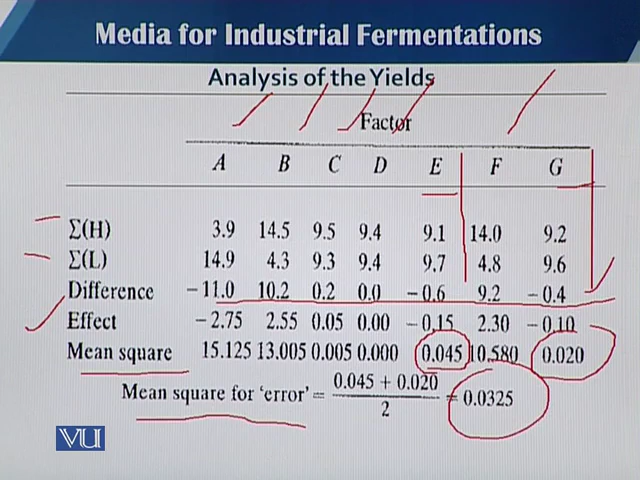 Media for Industrial Fermentations
Analysis of the Yields
Factor
A B C D E F G
Σ(H) 3.9 14.5 9.5 9.4 9.1 14.0 9.2
Σ(L) 14.9 4.3 9.3 9.4 9.7 4.8 9.6
Difference −11.0 10.2 0.2 0.0 −0.6 9.2 −0.4
Effect −2.75 2.55 0.05 0.00 −0.15 2.30 −0.10
Mean square 15.125 13.005 0.005 0.000 0.045 10.580 0.020
Mean square for 'error' = 0.045 + 0.020 / 2 = 0.0325
VU